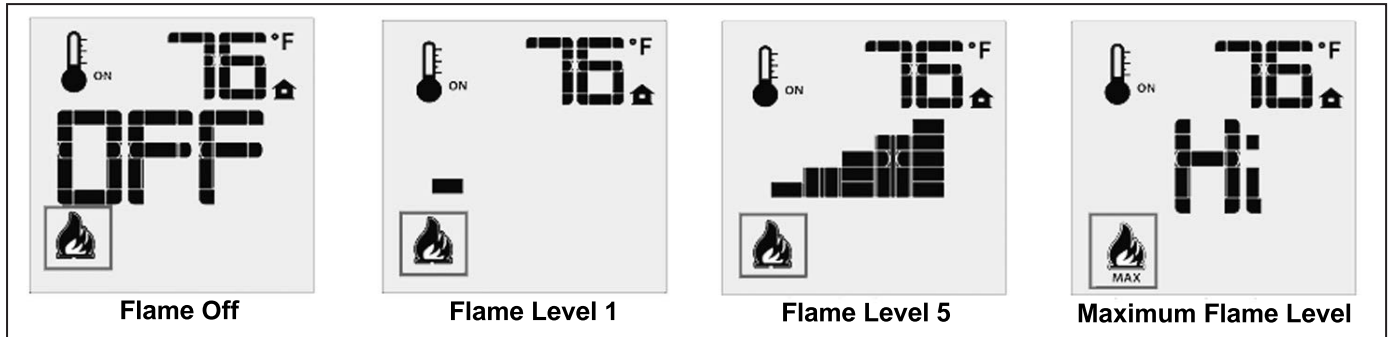 76 °F
ON
OFF
Flame Off
76 °F
ON
Flame Level 1
76 °F
ON
Flame Level 5
76 °F
ON
Hi
MAX
Maximum Flame Level